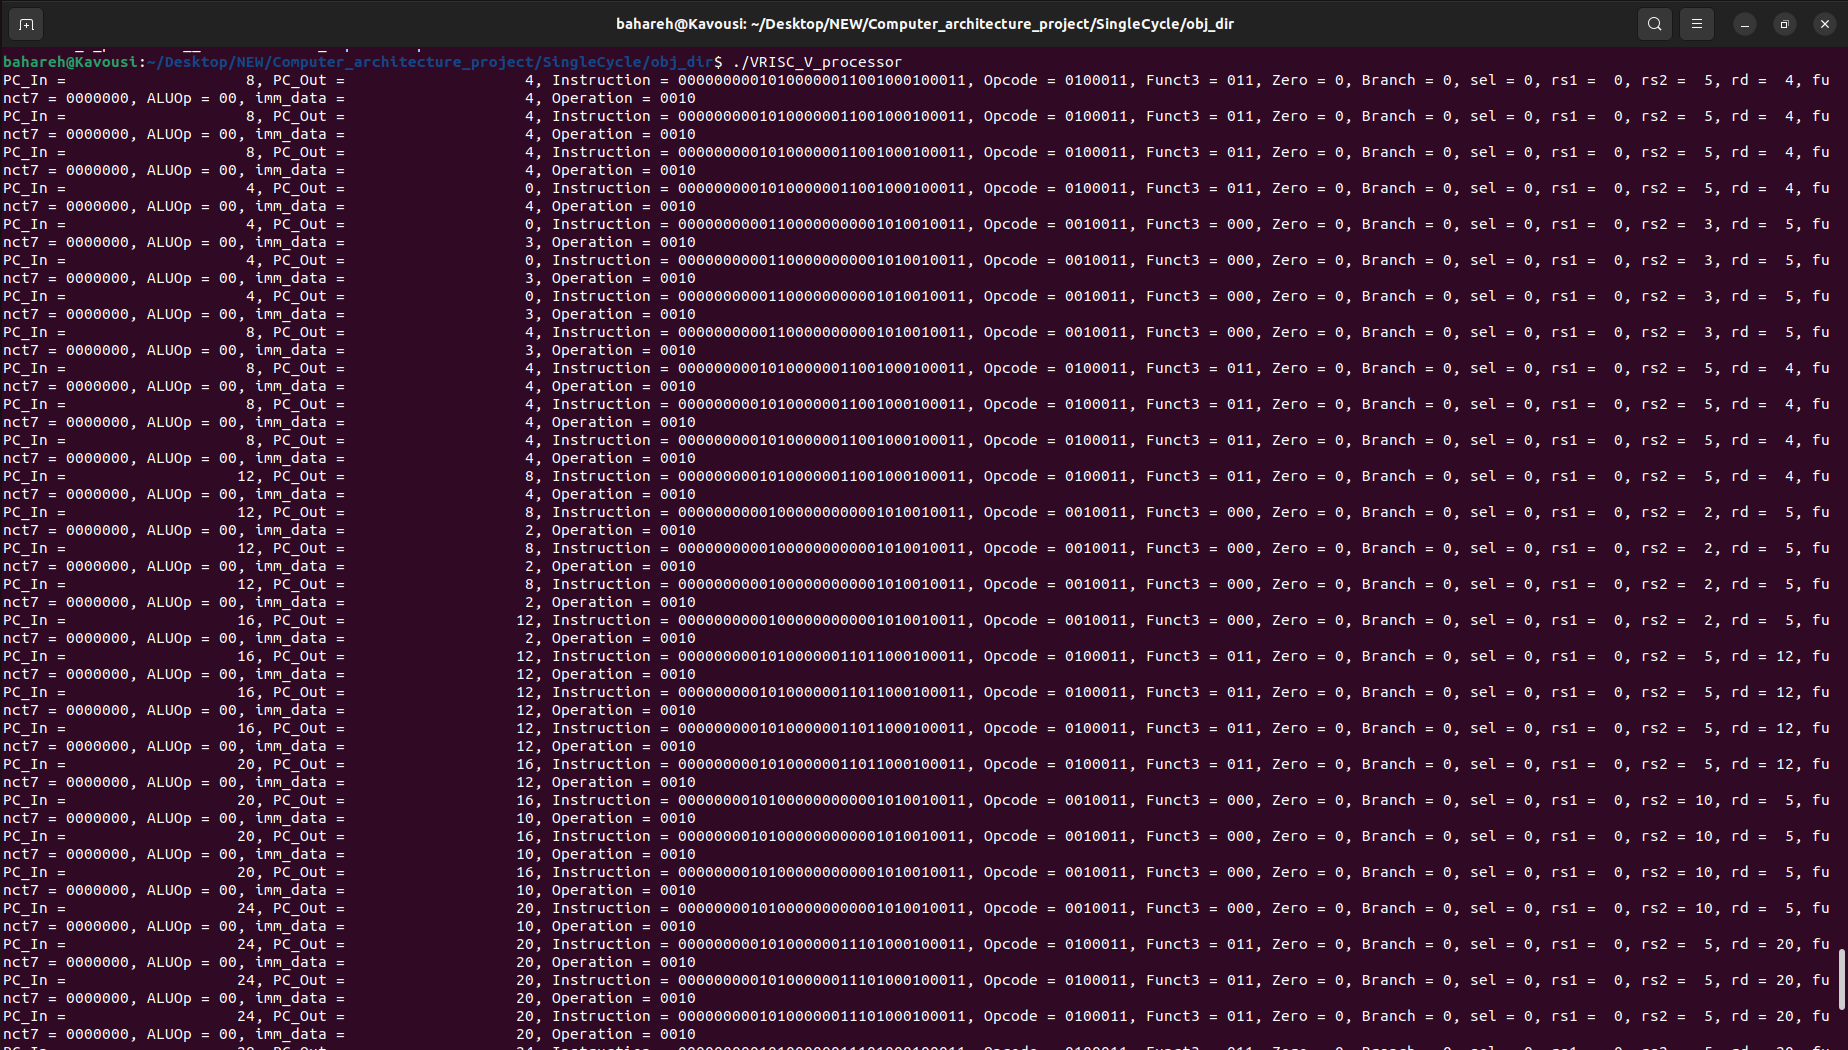 bahareh@Kavousi: ~/Desktop/NEW/Computer_architecture_project/SingleCycle/obj_dir
bahareh@Kavousi:~/Desktop/NEW/Computer_architecture_project/SingleCycle/obj_dir$ ./VRISC_V_processor
PC_In =                    8, PC_Out =                    4, Instruction = 00000000010100000011001000100011, Opcode = 0100011, Funct3 = 011, Zero = 0, Branch = 0, sel = 0, rs1 =  0, rs2 =  5, rd =  4, fu
nct7 = 0000000, ALUOp = 00, imm_data =                    4, Operation = 0010
PC_In =                    8, PC_Out =                    4, Instruction = 00000000010100000011001000100011, Opcode = 0100011, Funct3 = 011, Zero = 0, Branch = 0, sel = 0, rs1 =  0, rs2 =  5, rd =  4, fu
nct7 = 0000000, ALUOp = 00, imm_data =                    4, Operation = 0010
PC_In =                    8, PC_Out =                    4, Instruction = 00000000010100000011001000100011, Opcode = 0100011, Funct3 = 011, Zero = 0, Branch = 0, sel = 0, rs1 =  0, rs2 =  5, rd =  4, fu
nct7 = 0000000, ALUOp = 00, imm_data =                    4, Operation = 0010
PC_In =                    4, PC_Out =                    0, Instruction = 00000000010100000011001000100011, Opcode = 0100011, Funct3 = 011, Zero = 0, Branch = 0, sel = 0, rs1 =  0, rs2 =  5, rd =  4, fu
nct7 = 0000000, ALUOp = 00, imm_data =                    4, Operation = 0010
PC_In =                    4, PC_Out =                    0, Instruction = 00000000001100000000001010010011, Opcode = 0010011, Funct3 = 000, Zero = 0, Branch = 0, sel = 0, rs1 =  0, rs2 =  3, rd =  5, fu
nct7 = 0000000, ALUOp = 00, imm_data =                    3, Operation = 0010
PC_In =                    4, PC_Out =                    0, Instruction = 00000000001100000000001010010011, Opcode = 0010011, Funct3 = 000, Zero = 0, Branch = 0, sel = 0, rs1 =  0, rs2 =  3, rd =  5, fu
nct7 = 0000000, ALUOp = 00, imm_data =                    3, Operation = 0010
PC_In =                    4, PC_Out =                    0, Instruction = 00000000001100000000001010010011, Opcode = 0010011, Funct3 = 000, Zero = 0, Branch = 0, sel = 0, rs1 =  0, rs2 =  3, rd =  5, fu
nct7 = 0000000, ALUOp = 00, imm_data =                    3, Operation = 0010
PC_In =                    8, PC_Out =                    4, Instruction = 00000000001100000000001010010011, Opcode = 0010011, Funct3 = 000, Zero = 0, Branch = 0, sel = 0, rs1 =  0, rs2 =  3, rd =  5, fu
nct7 = 0000000, ALUOp = 00, imm_data =                    3, Operation = 0010
PC_In =                    8, PC_Out =                    4, Instruction = 00000000010100000011001000100011, Opcode = 0100011, Funct3 = 011, Zero = 0, Branch = 0, sel = 0, rs1 =  0, rs2 =  5, rd =  4, fu
nct7 = 0000000, ALUOp = 00, imm_data =                    4, Operation = 0010
PC_In =                    8, PC_Out =                    4, Instruction = 00000000010100000011001000100011, Opcode = 0100011, Funct3 = 011, Zero = 0, Branch = 0, sel = 0, rs1 =  0, rs2 =  5, rd =  4, fu
nct7 = 0000000, ALUOp = 00, imm_data =                    4, Operation = 0010
PC_In =                    8, PC_Out =                    4, Instruction = 00000000010100000011001000100011, Opcode = 0100011, Funct3 = 011, Zero = 0, Branch = 0, sel = 0, rs1 =  0, rs2 =  5, rd =  4, fu
nct7 = 0000000, ALUOp = 00, imm_data =                    4, Operation = 0010
PC_In =                   12, PC_Out =                    8, Instruction = 00000000010100000011001000100011, Opcode = 0100011, Funct3 = 011, Zero = 0, Branch = 0, sel = 0, rs1 =  0, rs2 =  5, rd =  4, fu
nct7 = 0000000, ALUOp = 00, imm_data =                    4, Operation = 0010
PC_In =                   12, PC_Out =                    8, Instruction = 00000000001000000000001010010011, Opcode = 0010011, Funct3 = 000, Zero = 0, Branch = 0, sel = 0, rs1 =  0, rs2 =  2, rd =  5, fu
nct7 = 0000000, ALUOp = 00, imm_data =                    2, Operation = 0010
PC_In =                   12, PC_Out =                    8, Instruction = 00000000001000000000001010010011, Opcode = 0010011, Funct3 = 000, Zero = 0, Branch = 0, sel = 0, rs1 =  0, rs2 =  2, rd =  5, fu
nct7 = 0000000, ALUOp = 00, imm_data =                    2, Operation = 0010
PC_In =                   12, PC_Out =                    8, Instruction = 00000000001000000000001010010011, Opcode = 0010011, Funct3 = 000, Zero = 0, Branch = 0, sel = 0, rs1 =  0, rs2 =  2, rd =  5, fu
nct7 = 0000000, ALUOp = 00, imm_data =                    2, Operation = 0010
PC_In =                   16, PC_Out =                   12, Instruction = 00000000001000000000001010010011, Opcode = 0010011, Funct3 = 000, Zero = 0, Branch = 0, sel = 0, rs1 =  0, rs2 =  2, rd =  5, fu
nct7 = 0000000, ALUOp = 00, imm_data =                    2, Operation = 0010
PC_In =                   16, PC_Out =                   12, Instruction = 00000000010100000011011000100011, Opcode = 0100011, Funct3 = 011, Zero = 0, Branch = 0, sel = 0, rs1 =  0, rs2 =  5, rd = 12, fu
nct7 = 0000000, ALUOp = 00, imm_data =                   12, Operation = 0010
PC_In =                   16, PC_Out =                   12, Instruction = 00000000010100000011011000100011, Opcode = 0100011, Funct3 = 011, Zero = 0, Branch = 0, sel = 0, rs1 =  0, rs2 =  5, rd = 12, fu
nct7 = 0000000, ALUOp = 00, imm_data =                   12, Operation = 0010
PC_In =                   16, PC_Out =                   12, Instruction = 00000000010100000011011000100011, Opcode = 0100011, Funct3 = 011, Zero = 0, Branch = 0, sel = 0, rs1 =  0, rs2 =  5, rd = 12, fu
nct7 = 0000000, ALUOp = 00, imm_data =                   12, Operation = 0010
PC_In =                   20, PC_Out =                   16, Instruction = 00000000010100000011011000100011, Opcode = 0100011, Funct3 = 011, Zero = 0, Branch = 0, sel = 0, rs1 =  0, rs2 =  5, rd = 12, fu
nct7 = 0000000, ALUOp = 00, imm_data =                   12, Operation = 0010
PC_In =                   20, PC_Out =                   16, Instruction = 00000000101000000000001010010011, Opcode = 0010011, Funct3 = 000, Zero = 0, Branch = 0, sel = 0, rs1 =  0, rs2 = 10, rd =  5, fu
nct7 = 0000000, ALUOp = 00, imm_data =                   10, Operation = 0010
PC_In =                   20, PC_Out =                   16, Instruction = 00000000101000000000001010010011, Opcode = 0010011, Funct3 = 000, Zero = 0, Branch = 0, sel = 0, rs1 =  0, rs2 = 10, rd =  5, fu
nct7 = 0000000, ALUOp = 00, imm_data =                   10, Operation = 0010
PC_In =                   20, PC_Out =                   16, Instruction = 00000000101000000000001010010011, Opcode = 0010011, Funct3 = 000, Zero = 0, Branch = 0, sel = 0, rs1 =  0, rs2 = 10, rd =  5, fu
nct7 = 0000000, ALUOp = 00, imm_data =                   10, Operation = 0010
PC_In =                   24, PC_Out =                   20, Instruction = 00000000101000000000001010010011, Opcode = 0010011, Funct3 = 000, Zero = 0, Branch = 0, sel = 0, rs1 =  0, rs2 = 10, rd =  5, fu
nct7 = 0000000, ALUOp = 00, imm_data =                   10, Operation = 0010
PC_In =                   24, PC_Out =                   20, Instruction = 00000000010100000011101000100011, Opcode = 0100011, Funct3 = 011, Zero = 0, Branch = 0, sel = 0, rs1 =  0, rs2 =  5, rd = 20, fu
nct7 = 0000000, ALUOp = 00, imm_data =                   20, Operation = 0010
PC_In =                   24, PC_Out =                   20, Instruction = 00000000010100000011101000100011, Opcode = 0100011, Funct3 = 011, Zero = 0, Branch = 0, sel = 0, rs1 =  0, rs2 =  5, rd = 20, fu
nct7 = 0000000, ALUOp = 00, imm_data =                   20, Operation = 0010
PC_In =                   24, PC_Out =                   20, Instruction = 00000000010100000011101000100011, Opcode = 0100011, Funct3 = 011, Zero = 0, Branch = 0, sel = 0, rs1 =  0, rs2 =  5, rd = 20, fu
nct7 = 0000000, ALUOp = 00, imm_data =                   20, Operation = 0010